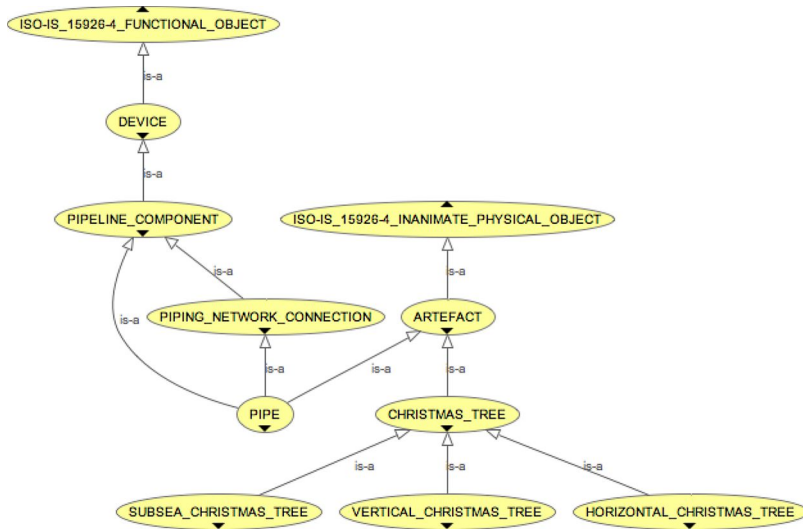 ISO-IS_15926-4_FUNCTIONAL_OBJECT
is-a
DEVICE
is-a
PIPELINE_COMPONENT
ISO-IS_15926-4_INANIMATE_PHYSICAL_OBJECT
is-a
is-a
is-a
PIPING_NETWORK_CONNECTION
ARTEFACT
is-a
is-a
is-a
PIPE
CHRISTMAS_TREE
is-a
is-a
is-a
SUBSEA_CHRISTMAS_TREE
VERTICAL_CHRISTMAS_TREE
HORIZONTAL_CHRISTMAS_TREE